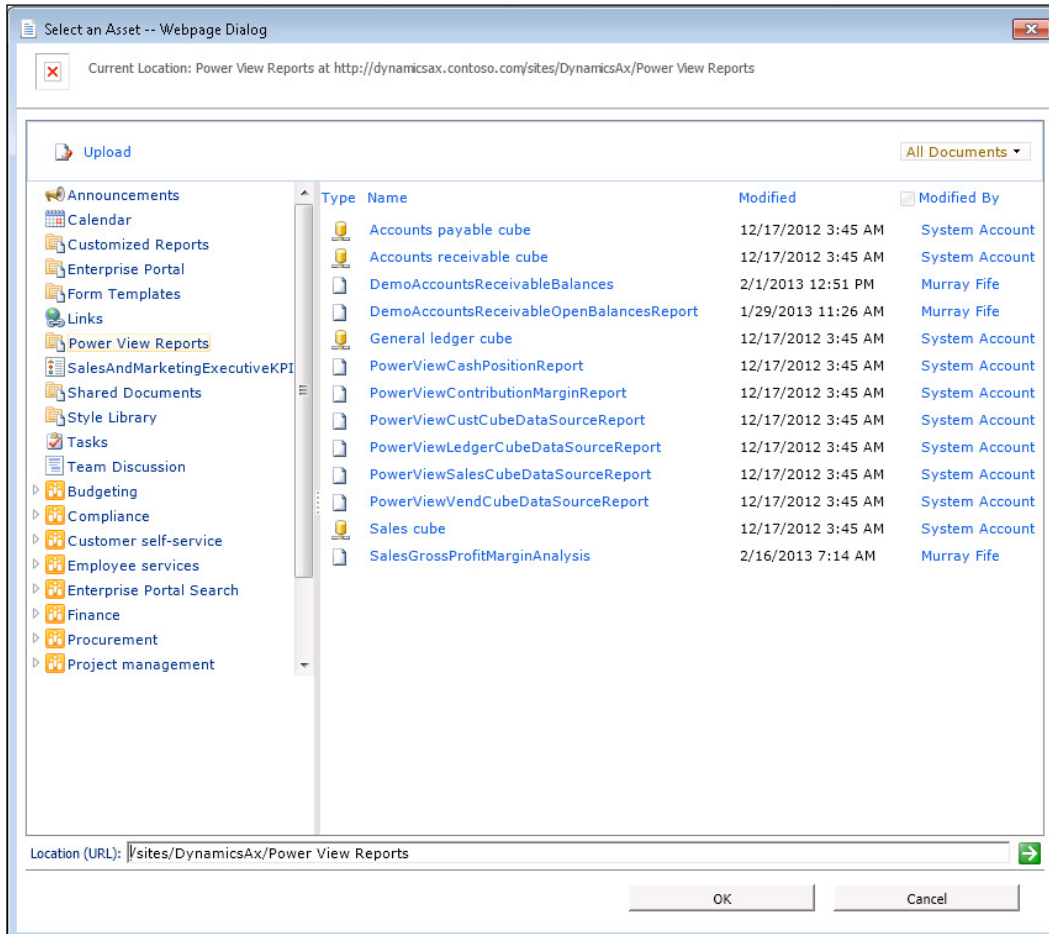 Select an Asset -- Webpage Dialog
Current Location: Power View Reports at http://dynamicsax.contoso.com/sites/DynamicsAx/Power View Reports
Upload
All Documents
Announcements
Calendar
Customized Reports
Enterprise Portal
Form Templates
Links
Power View Reports
SalesAndMarketingExecutiveKPI
Shared Documents
Style Library
Tasks
Team Discussion
Budgeting
Compliance
Customer self-service
Employee services
Enterprise Portal Search
Finance
Procurement
Project management
Type Name Modified Modified By
Accounts payable cube 12/17/2012 3:45 AM System Account
Accounts receivable cube 12/17/2012 3:45 AM System Account
DemoAccountsReceivableBalances 2/1/2013 12:51 PM Murray Fife
DemoAccountsReceivableOpenBalancesReport 1/29/2013 11:26 AM Murray Fife
General ledger cube 12/17/2012 3:45 AM System Account
PowerViewCashPositionReport 12/17/2012 3:45 AM System Account
PowerViewContributionMarginReport 12/17/2012 3:45 AM System Account
PowerViewCustCubeDataSourceReport 12/17/2012 3:45 AM System Account
PowerViewLedgerCubeDataSourceReport 12/17/2012 3:45 AM System Account
PowerViewSalesCubeDataSourceReport 12/17/2012 3:45 AM System Account
PowerViewVendCubeDataSourceReport 12/17/2012 3:45 AM System Account
Sales cube 12/17/2012 3:45 AM System Account
SalesGrossProfitMarginAnalysis 2/16/2013 7:14 AM Murray Fife
Location (URL): /sites/DynamicsAx/Power View Reports
OK Cancel